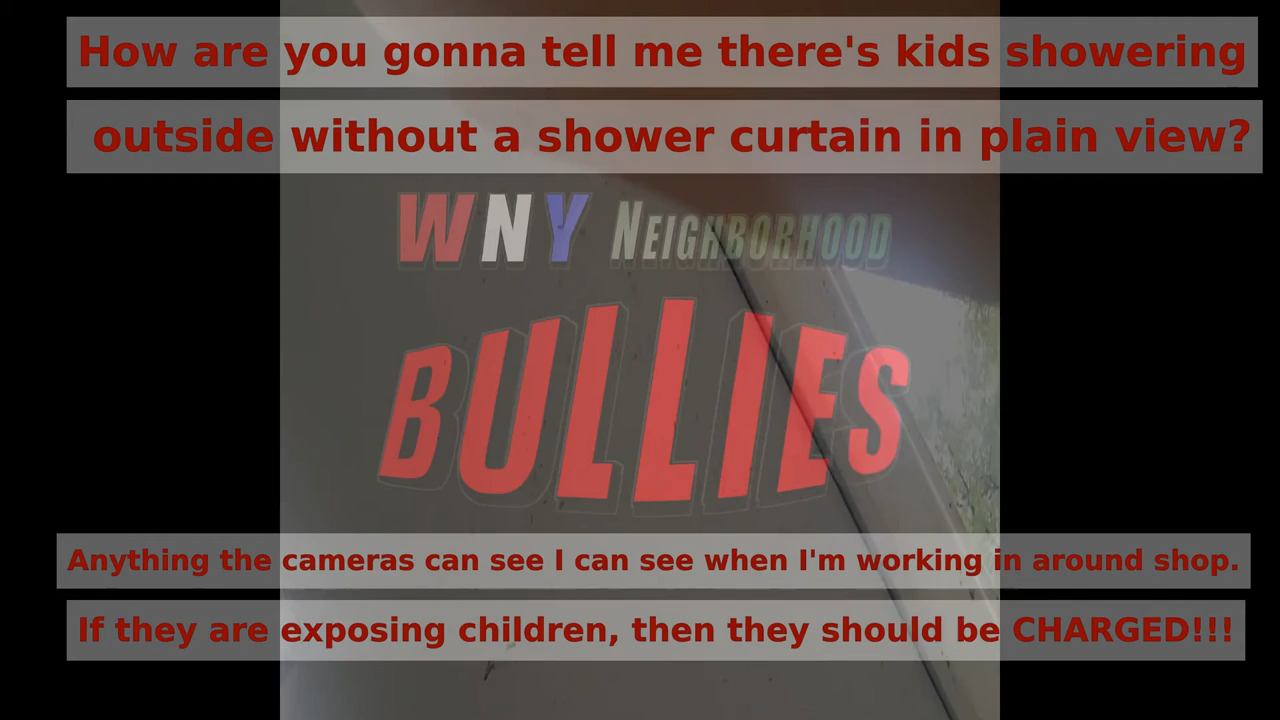 How are you gonna tell me there's kids showering
outside without a shower curtain in plain view?
WNY NEIGHBORHOOD
BULLIES
Anything the cameras can see I can see when I'm working in around shop.
If they are exposing children, then they should be CHARGED!!!